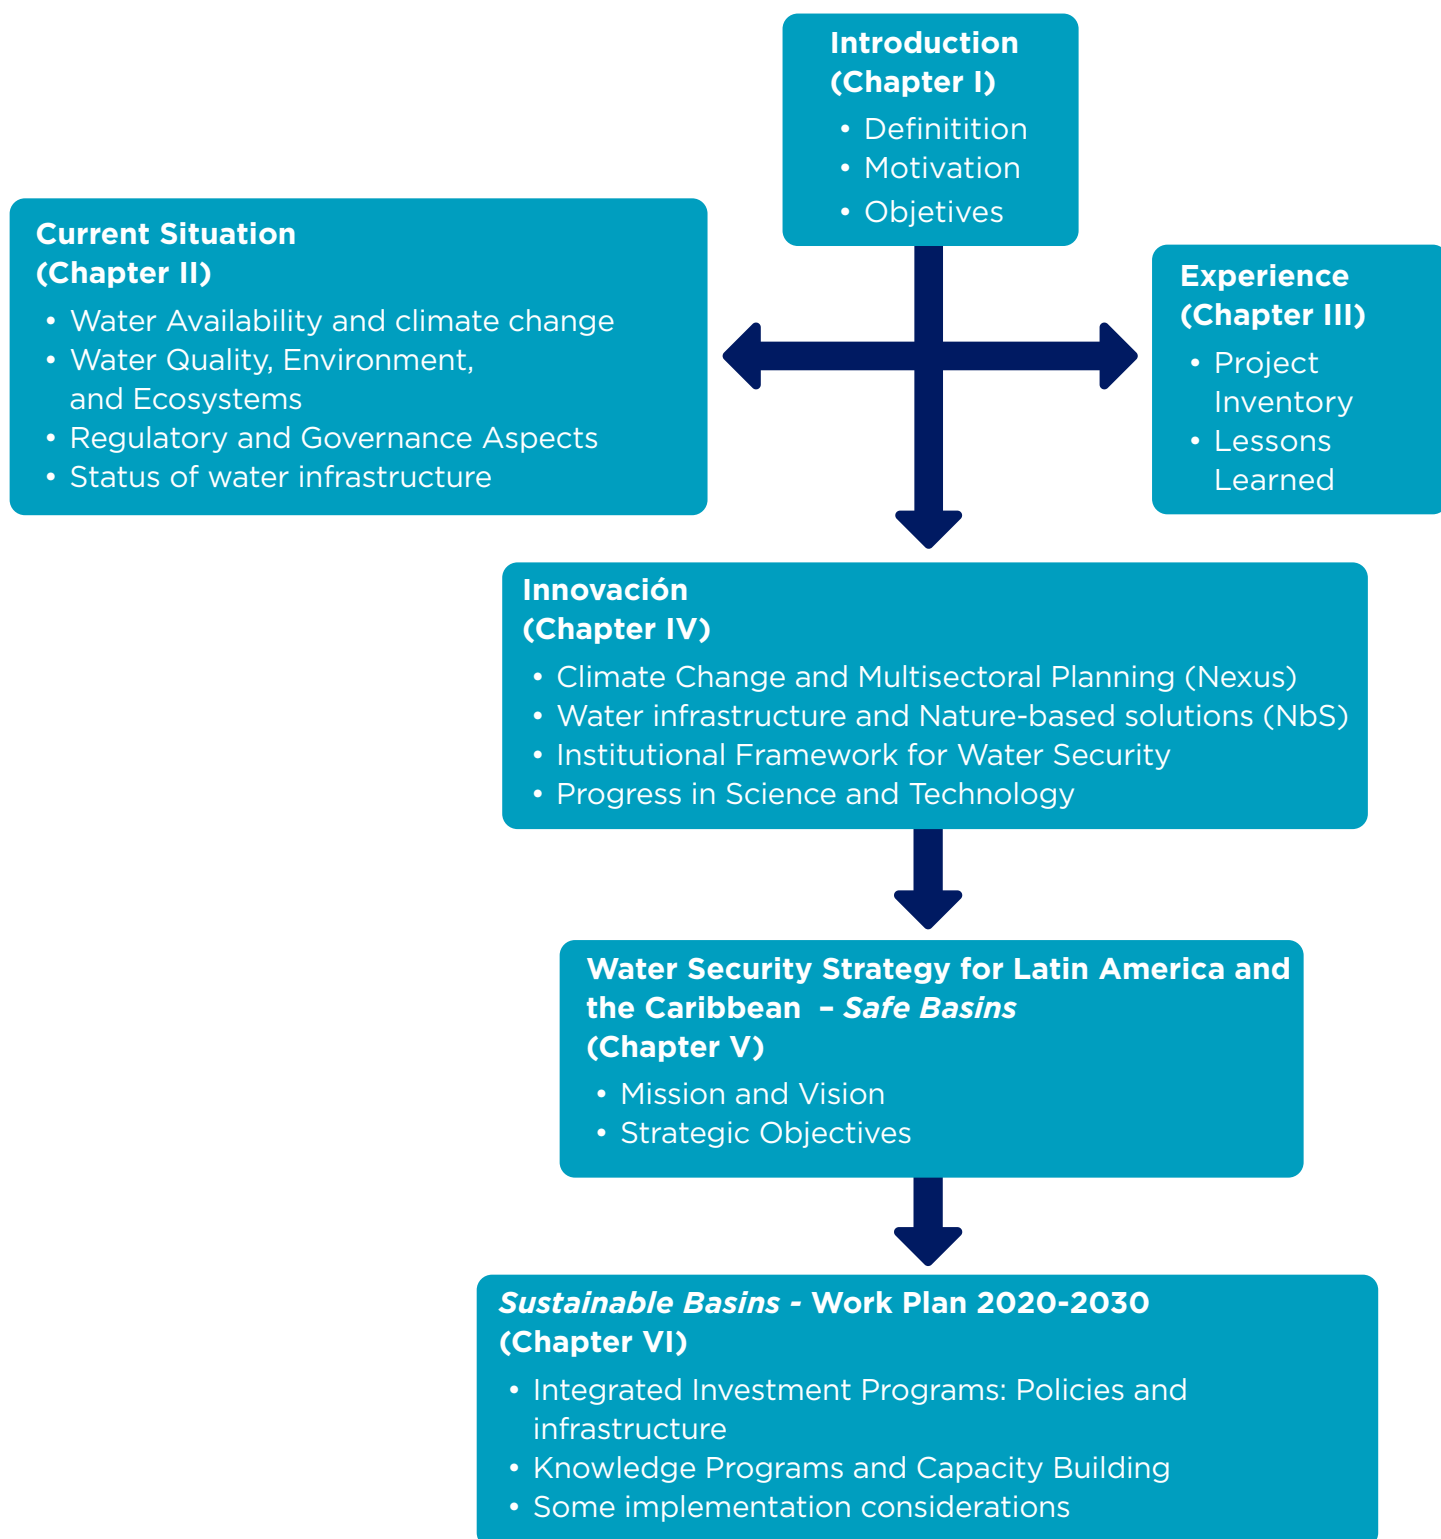 Introduction
(Chapter I)
• Definitition
• Motivation
• Objetives
Current Situation
(Chapter II)
• Water Availability and climate change
• Water Quality, Environment,
and Ecosystems
• Regulatory and Governance Aspects
• Status of water infrastructure
Experience
(Chapter III)
• Project
Inventory
• Lessons
Learned
Innovación
(Chapter IV)
• Climate Change and Multisectoral Planning (Nexus)
• Water infrastructure and Nature-based solutions (NbS)
• Institutional Framework for Water Security
• Progress in Science and Technology
Water Security Strategy for Latin America and
the Caribbean – Safe Basins
(Chapter V)
• Mission and Vision
• Strategic Objectives
Sustainable Basins - Work Plan 2020-2030
(Chapter VI)
• Integrated Investment Programs: Policies and
infrastructure
• Knowledge Programs and Capacity Building
• Some implementation considerations